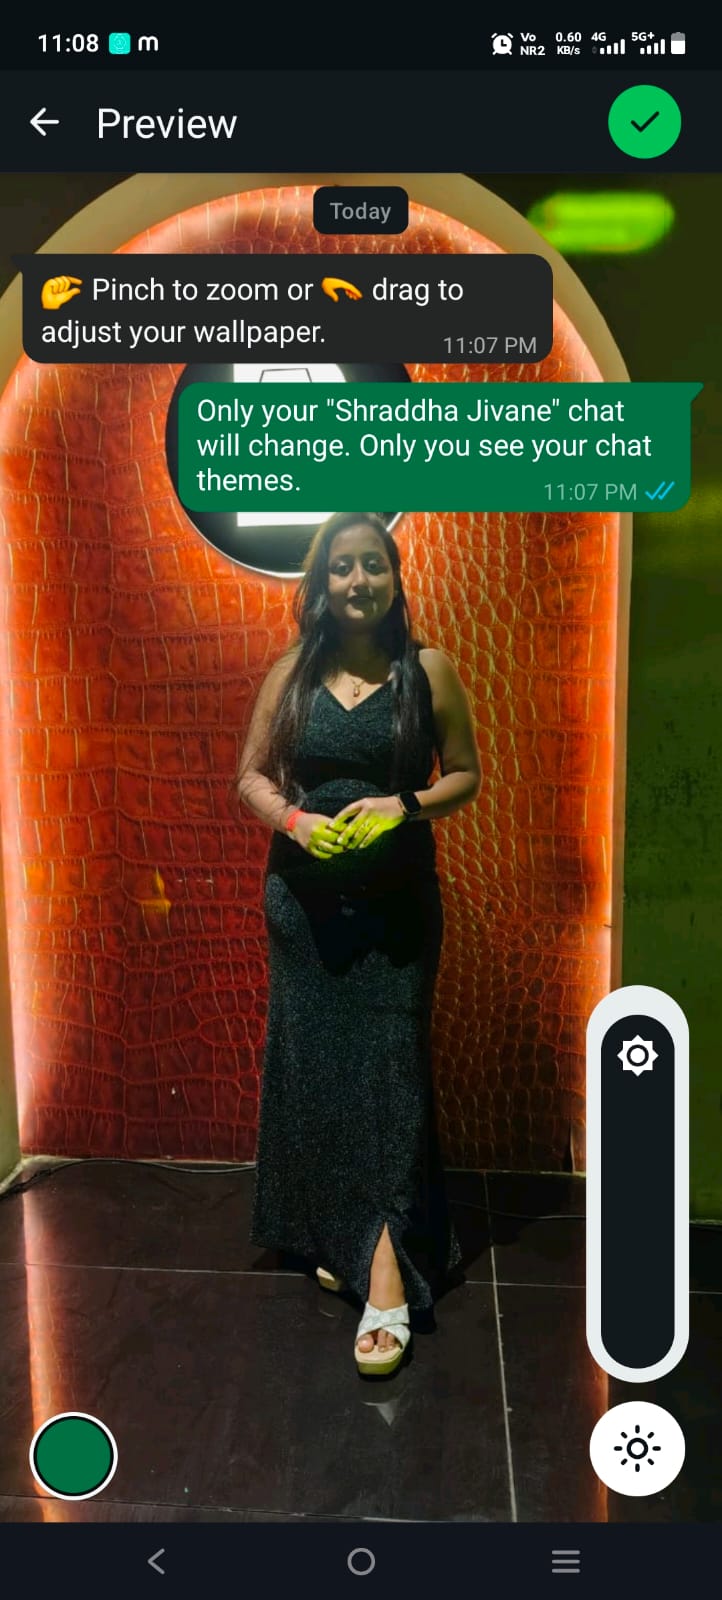 11:08 m Vo NR2 0.60 KB/s 4G 5G+
Preview
Today
🤏 Pinch to zoom or 🫳 drag to
adjust your wallpaper.
11:07 PM
Only your "Shraddha Jivane" chat
will change. Only you see your chat
themes.
11:07 PM